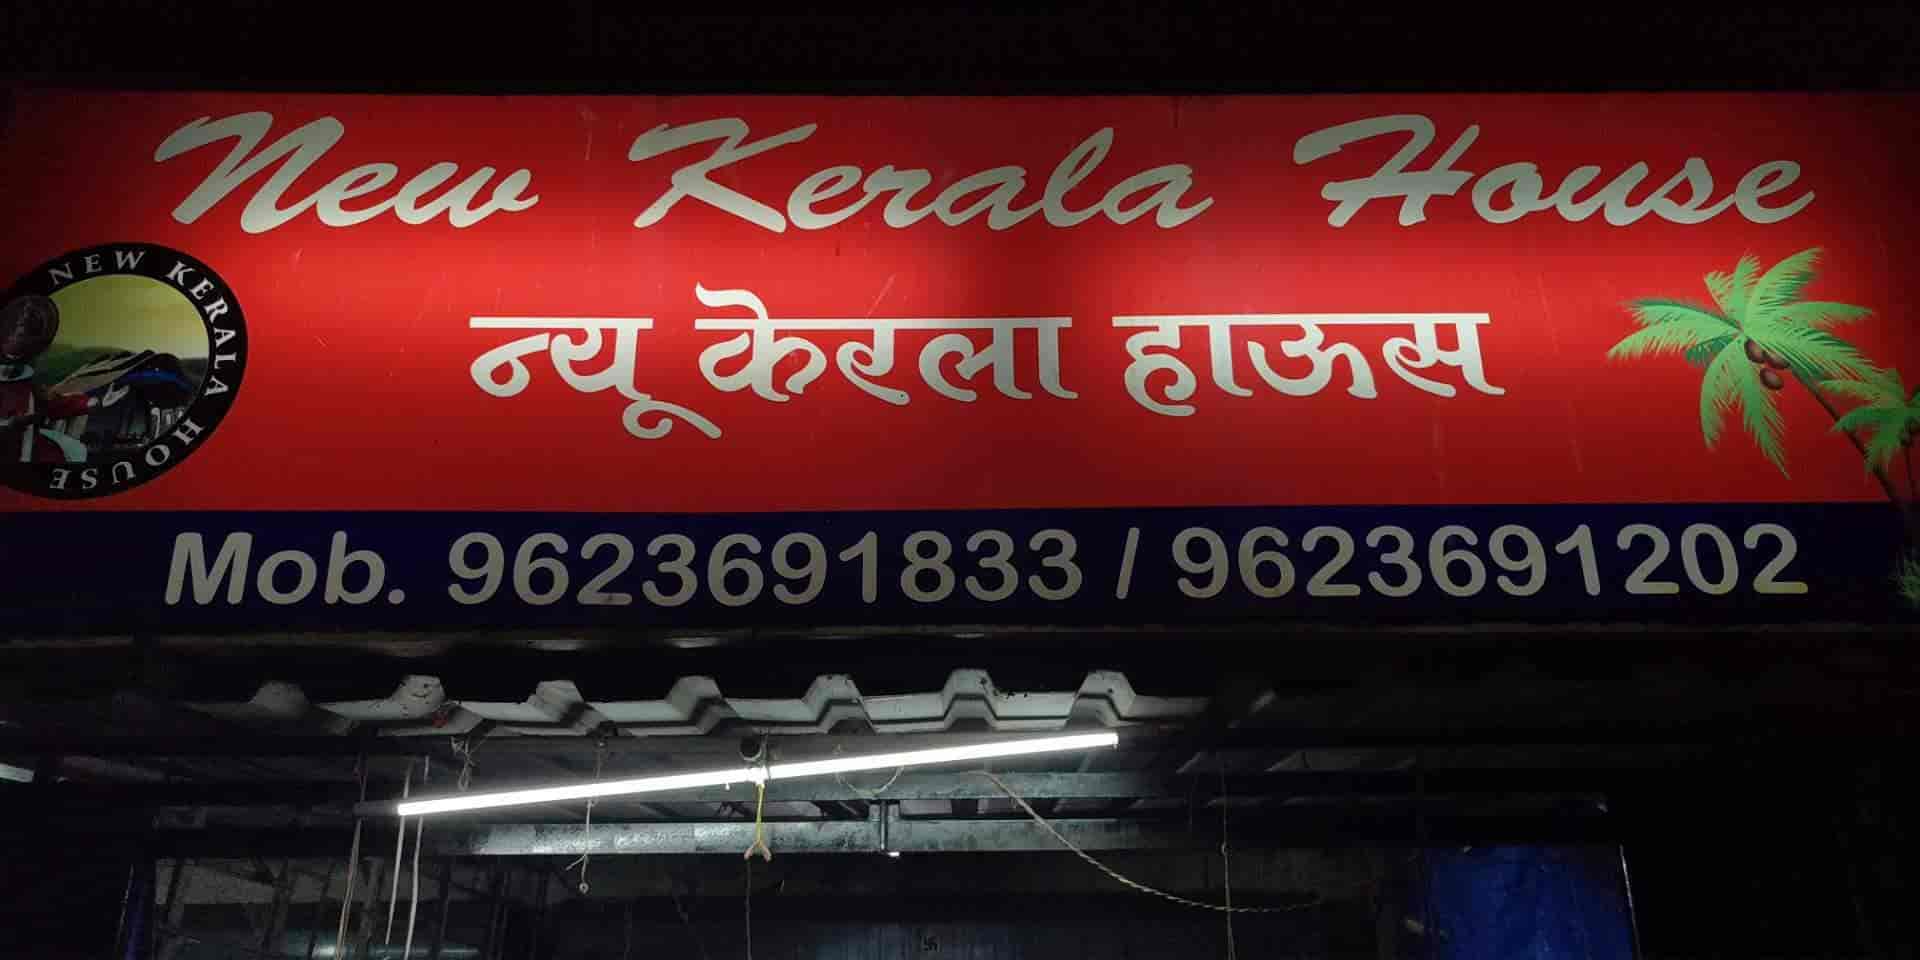 New Kerala House
NEW KERALA HOUSE
न्यू केरला हाऊस
Mob. 9623691833 / 9623691202